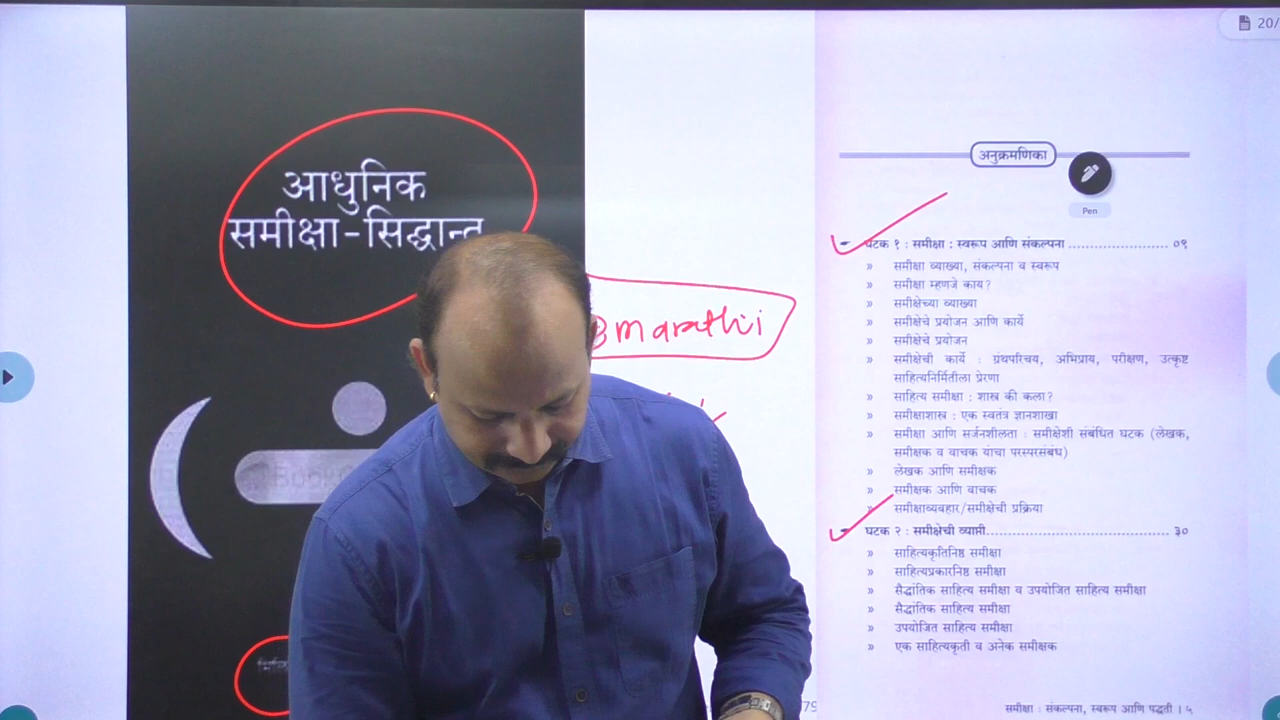 आधुनिक
समीक्षा-सिद्धान्त
marathi
20/
अनुक्रमणिका
Pen
घटक १ : समीक्षा : स्वरूप आणि संकल्पना ........................ ०९
» समीक्षा व्याख्या, संकल्पना व स्वरूप
» समीक्षा म्हणजे काय?
» समीक्षेच्या व्याख्या
» समीक्षेचे प्रयोजन आणि कार्ये
» समीक्षेचे प्रयोजन
» समीक्षेची कार्ये : ग्रंथपरिचय, अभिप्राय, परीक्षण, उत्कृष्ट
साहित्यनिर्मितीला प्रेरणा
» साहित्य समीक्षा : शास्त्र की कला?
» समीक्षाशास्त्र : एक स्वतंत्र ज्ञानशाखा
» समीक्षा आणि सर्जनशीलता : समीक्षेशी संबंधित घटक (लेखक,
समीक्षक व वाचक यांचा परस्परसंबंध)
» लेखक आणि समीक्षक
» समीक्षक आणि वाचक
» समीक्षाव्यवहार/समीक्षेची प्रक्रिया
घटक २ : समीक्षेची व्याप्ती.......................................... ३०
» साहित्यकृतिनिष्ठ समीक्षा
» साहित्यप्रकारनिष्ठ समीक्षा
» सैद्धांतिक साहित्य समीक्षा व उपयोजित साहित्य समीक्षा
» सैद्धांतिक साहित्य समीक्षा
» उपयोजित साहित्य समीक्षा
» एक साहित्यकृती व अनेक समीक्षक
समीक्षा : संकल्पना, स्वरूप आणि पद्धती । ५